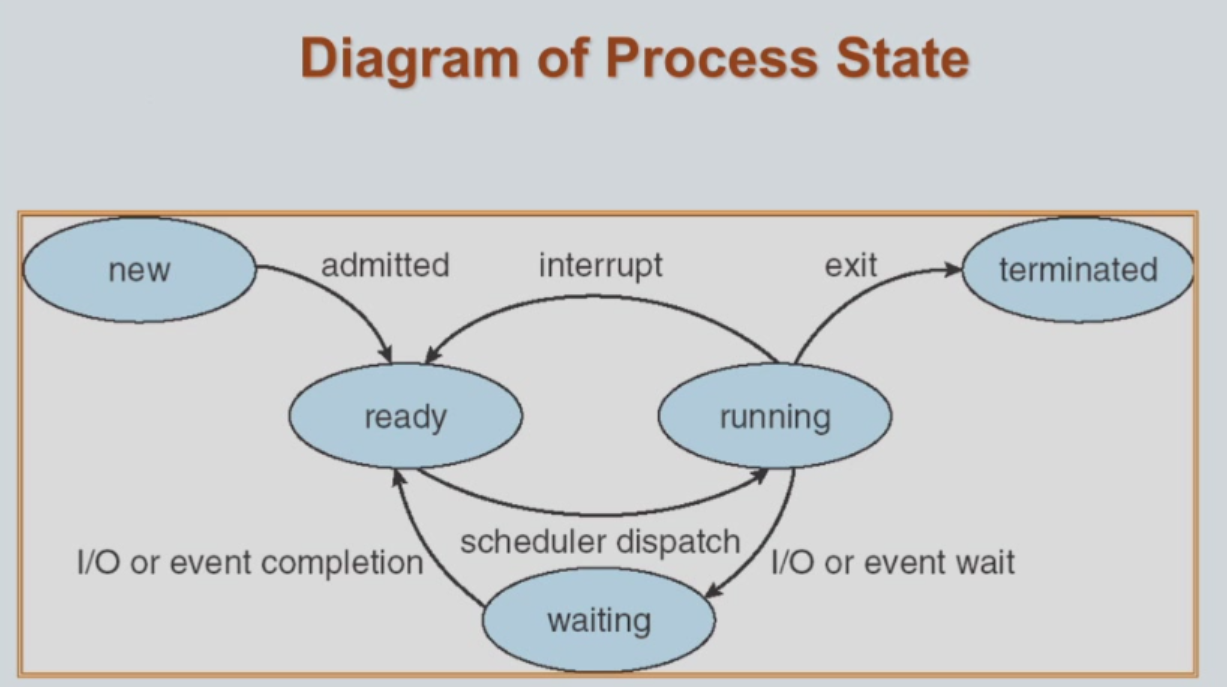 Diagram of Process State
new
admitted
interrupt
exit
terminated
ready
running
scheduler dispatch
I/O or event completion
I/O or event wait
waiting